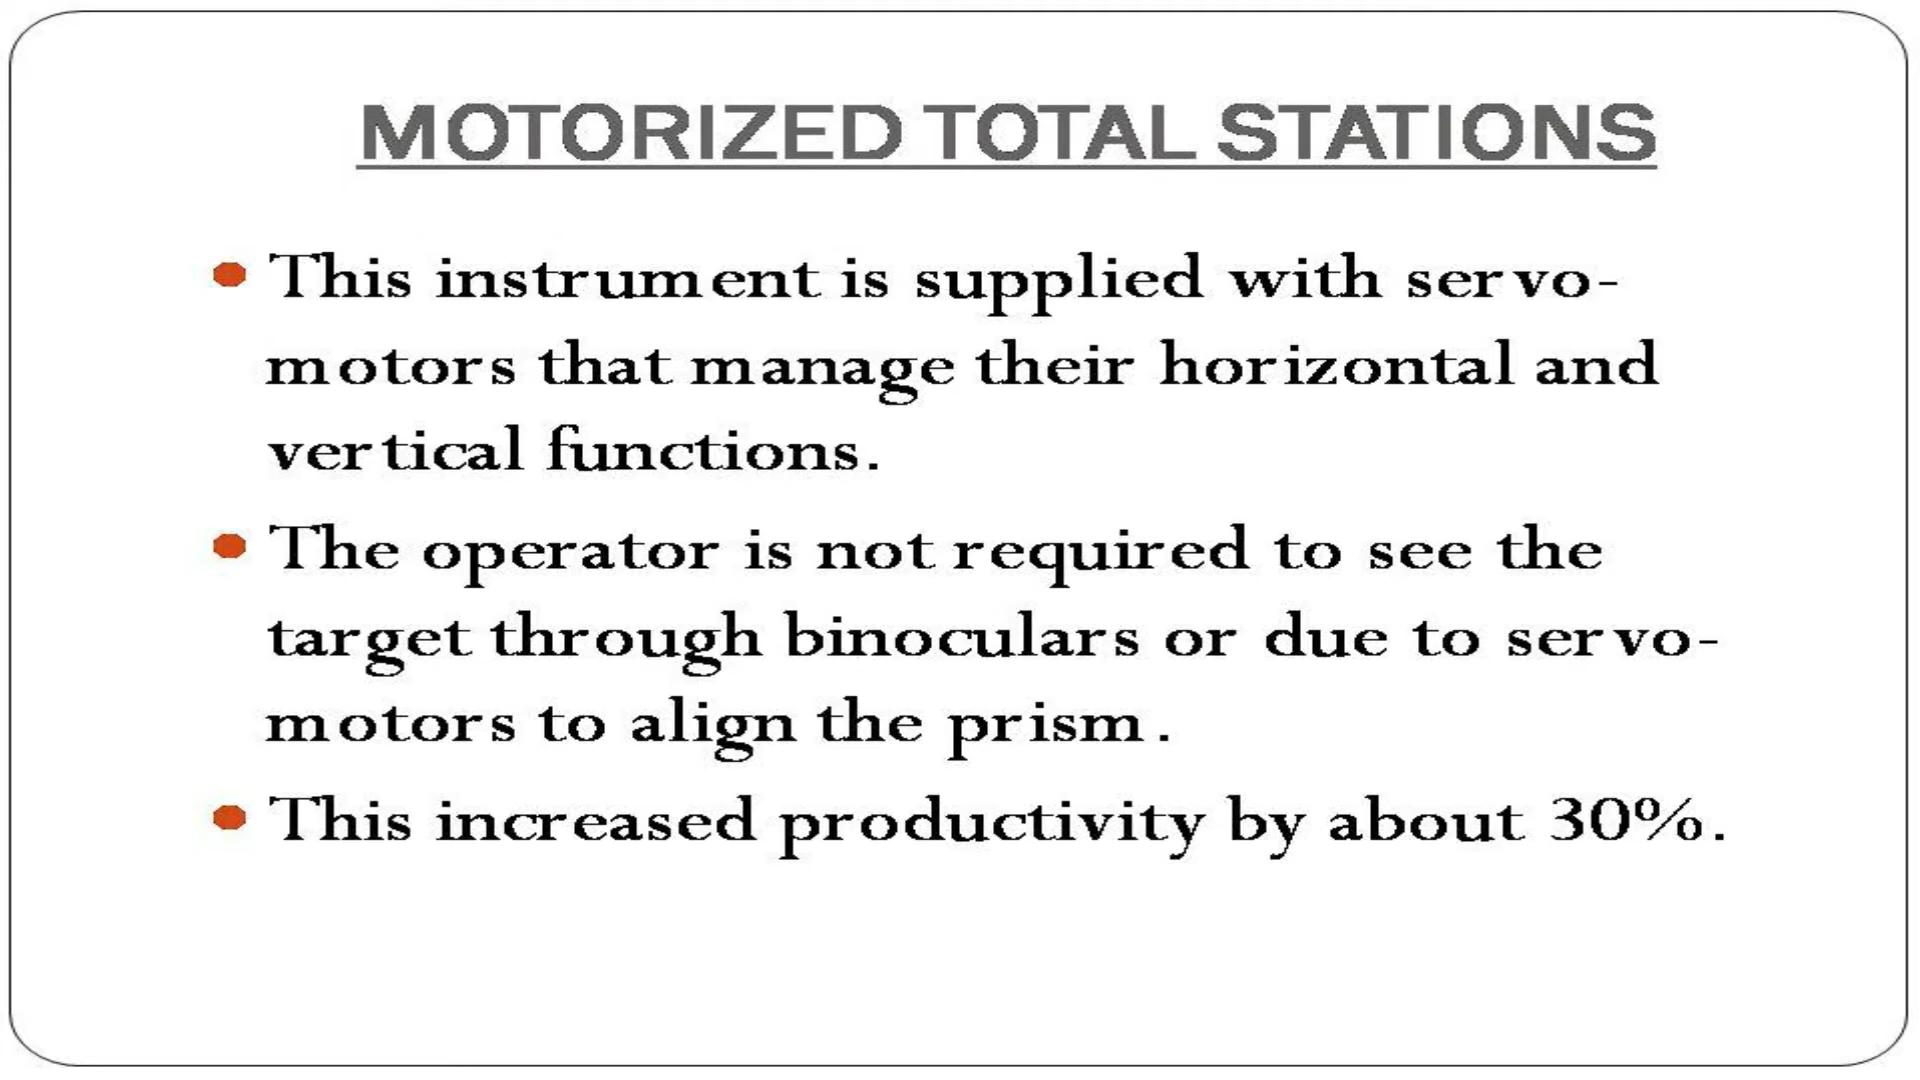 MOTORIZED TOTAL STATIONS
• This instrument is supplied with servo-
motors that manage their horizontal and
vertical functions.
• The operator is not required to see the
target through binoculars or due to servo-
motors to align the prism.
• This increased productivity by about 30%.